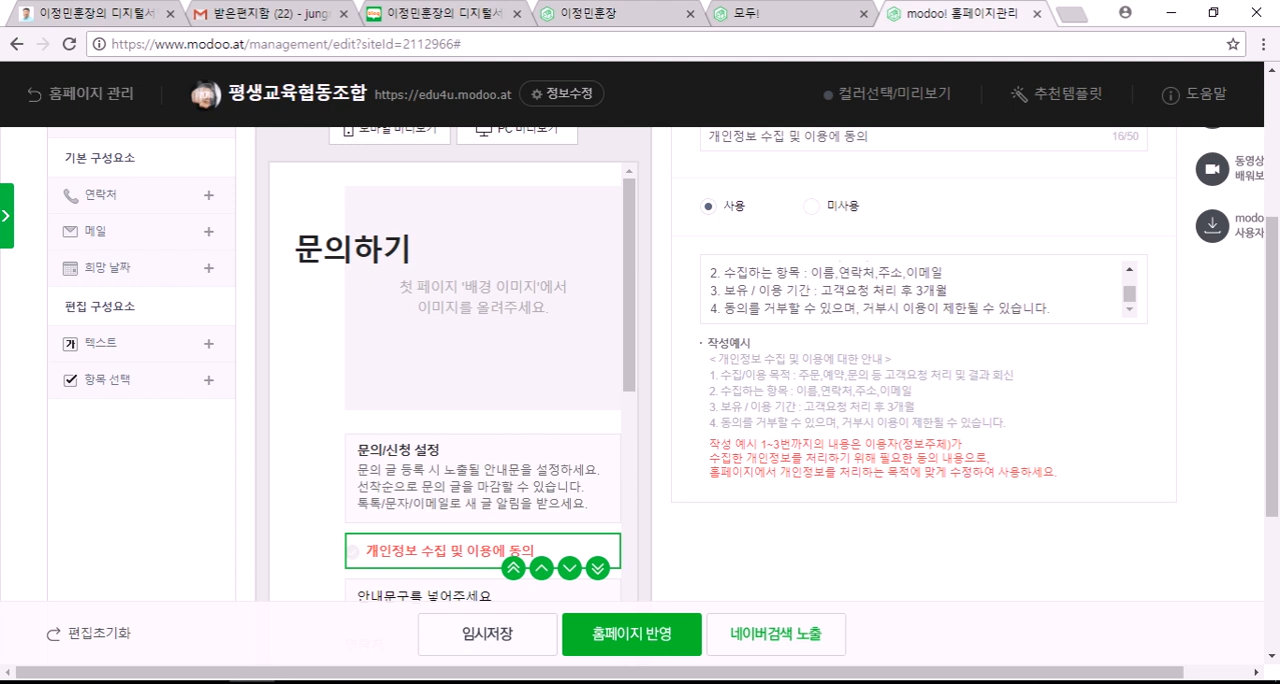 이정민훈장의 디지털서
받은편지함 (22) - jung
이정민훈장의 디지털서
이정민훈장
모두!
modoo! 홈페이지관리
https://www.modoo.at/management/edit?siteId=2112966#
홈페이지 관리
평생교육협동조합 https://edu4u.modoo.at 정보수정
컬러선택/미리보기
추천템플릿
도움말
기본 구성요소
연락처
메일
희망 날짜
편집 구성요소
텍스트
항목 선택
모바일 미리보기
PC 미리보기
문의하기
첫 페이지 '배경 이미지'에서
이미지를 올려주세요.
문의/신청 설정
문의 글 등록 시 노출될 안내문을 설정하세요.
선착순으로 문의 글을 마감할 수 있습니다.
톡톡/문자/이메일로 새 글 알림을 받으세요.
개인정보 수집 및 이용에 동의
안내문구를 넣어주세요
개인정보 수집 및 이용에 동의 16/50
사용 미사용
2. 수집하는 항목 : 이름,연락처,주소,이메일
3. 보유 / 이용 기간 : 고객요청 처리 후 3개월
4. 동의를 거부할 수 있으며, 거부시 이용이 제한될 수 있습니다.
· 작성예시
< 개인정보 수집 및 이용에 대한 안내 >
1. 수집/이용 목적 : 주문,예약,문의 등 고객요청 처리 및 결과 회신
2. 수집하는 항목 : 이름,연락처,주소,이메일
3. 보유 / 이용 기간 : 고객요청 처리 후 3개월
4. 동의를 거부할 수 있으며, 거부시 이용이 제한될 수 있습니다.
작성 예시 1~3번까지의 내용은 이용자(정보주체)가
수집한 개인정보를 처리하기 위해 필요한 동의 내용으로,
홈페이지에서 개인정보를 처리하는 목적에 맞게 수정하여 사용하세요.
동영상
배워보
modo
사용자
편집초기화
임시저장
홈페이지 반영
네이버검색 노출